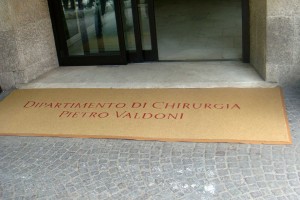 DIPARTIMENTO DI CHIRURGIA
PIETRO VALDONI